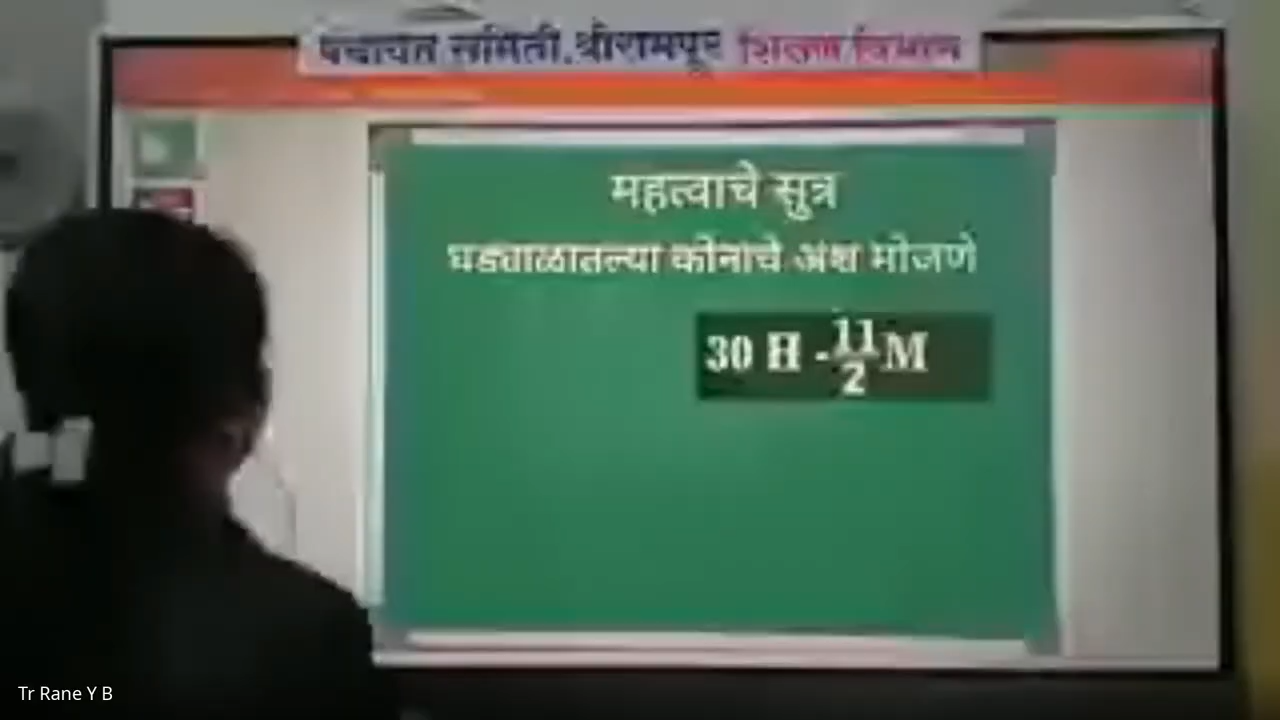 पंचायत समिती.श्रीरामपूर शिक्षण विभाग
महत्वाचे सुत्र
घड्याळातल्या कोनाचे अंश मोजणे
30 H -11/2 M
Tr Rane Y B